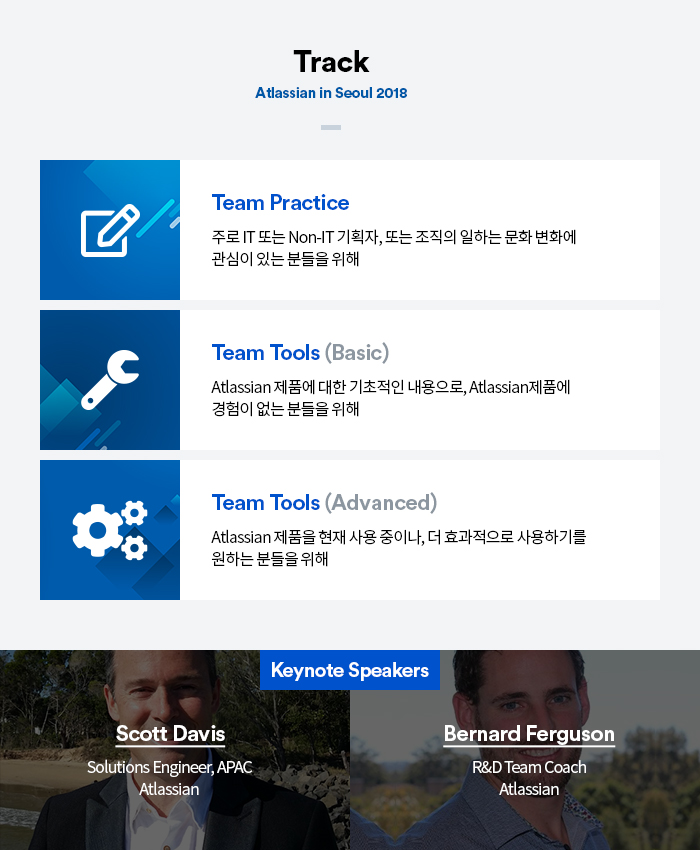 Track
Atlassian in Seoul 2018
Team Practice
주로 IT 또는 Non-IT 기획자, 또는 조직의 일하는 문화 변화에
관심이 있는 분들을 위해
Team Tools (Basic)
Atlassian 제품에 대한 기초적인 내용으로, Atlassian제품에
경험이 없는 분들을 위해
Team Tools (Advanced)
Atlassian 제품을 현재 사용 중이나, 더 효과적으로 사용하기를
원하는 분들을 위해
Keynote Speakers
Scott Davis
Solutions Engineer, APAC
Atlassian
Bernard Ferguson
R&D Team Coach
Atlassian